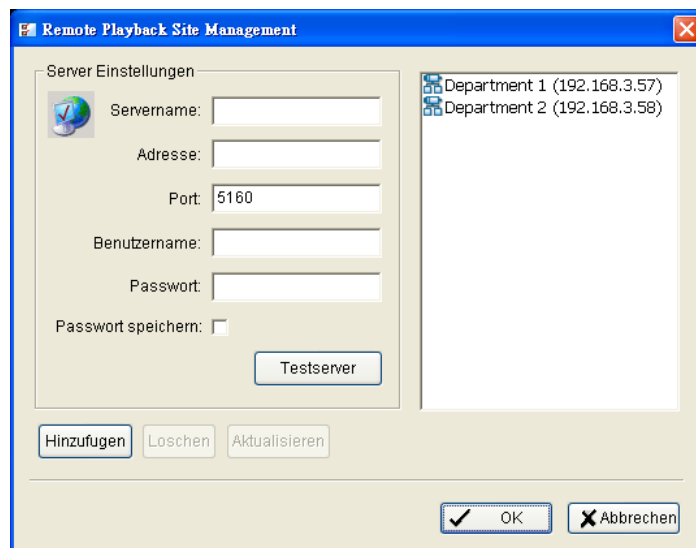 Remote Playback Site Management
Server Einstellungen
Servername:
Adresse:
Port: 5160
Benutzername:
Passwort:
Passwort speichern:
Testserver
Department 1 (192.168.3.57)
Department 2 (192.168.3.58)
Hinzufugen Loschen Aktualisieren
OK Abbrechen